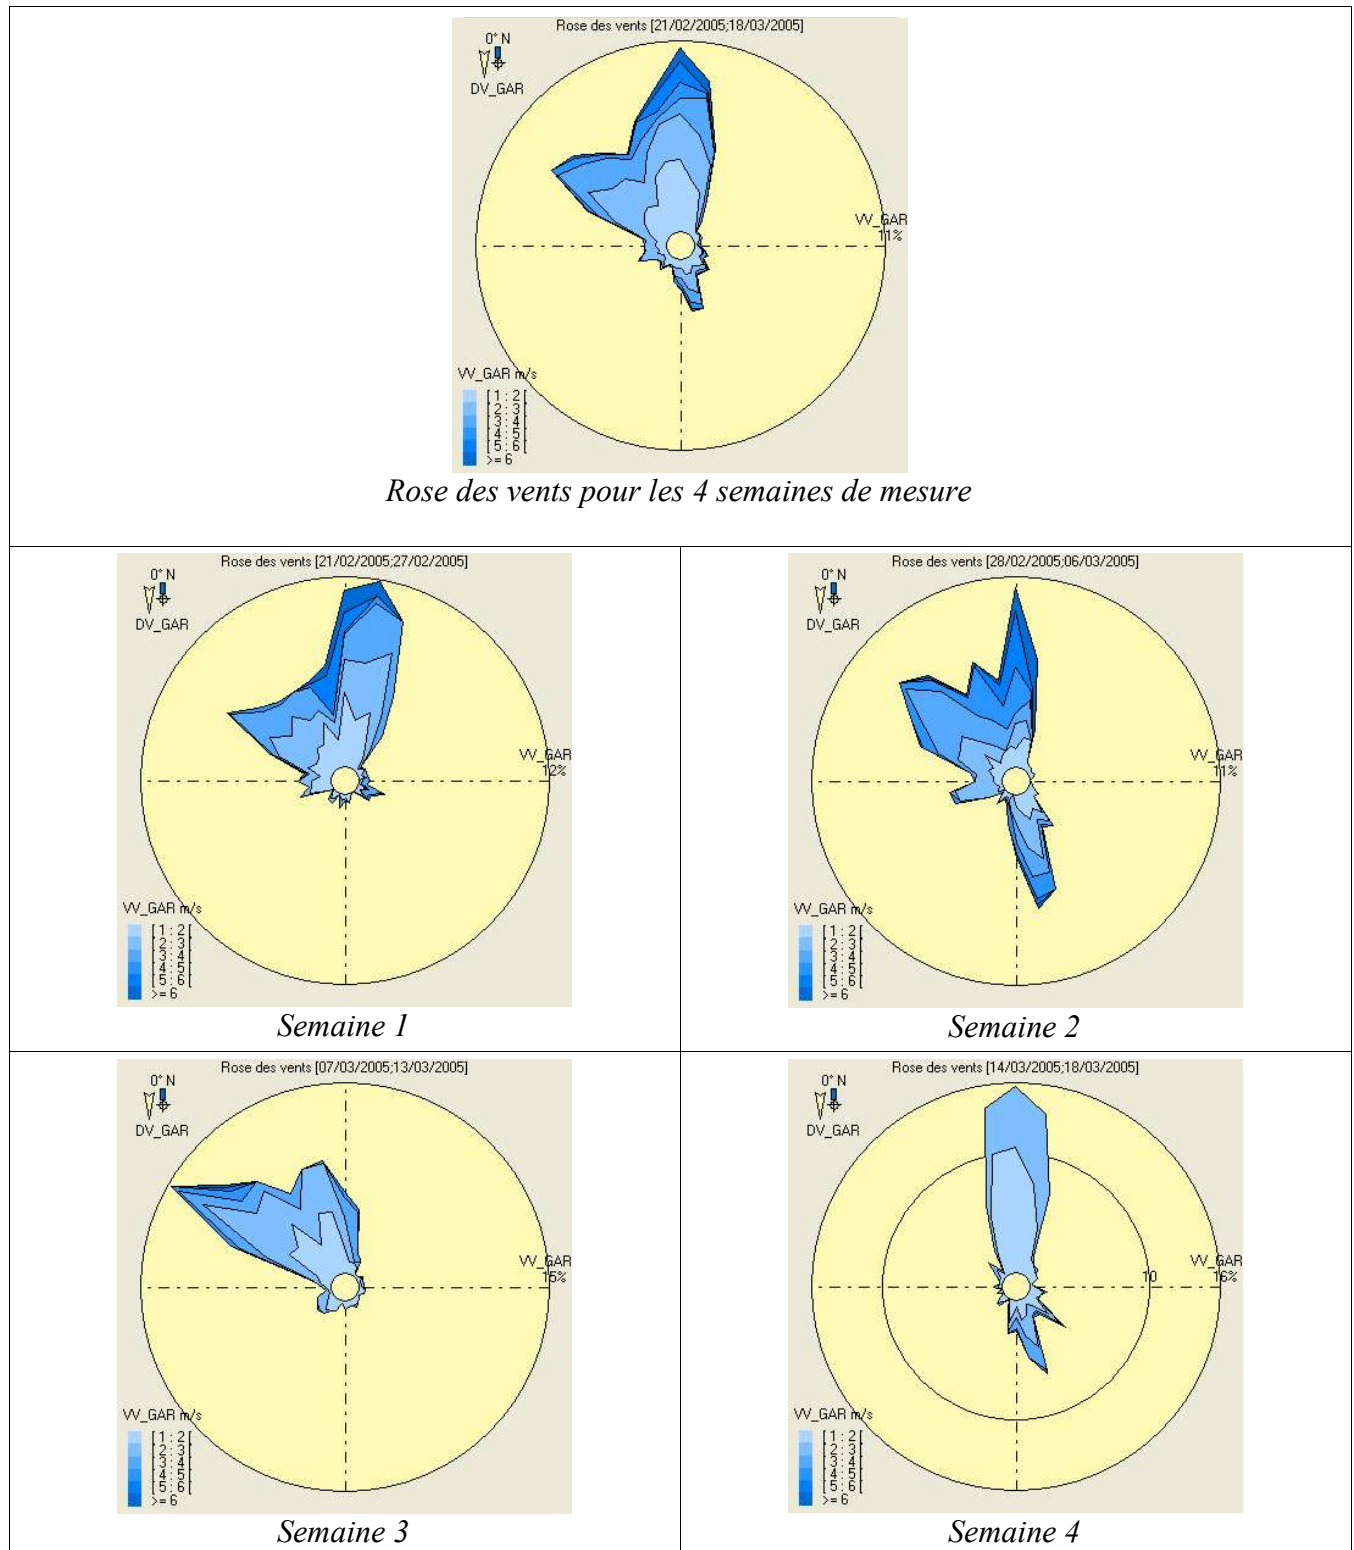 Rose des vents [21/02/2005;18/03/2005]
0° N
DV_GAR
VV_GAR
11%
VV_GAR m/s
[ 1 : 2 [
[ 2 : 3 [
[ 3 : 4 [
[ 4 : 5 [
[ 5 : 6 [
>= 6
Rose des vents pour les 4 semaines de mesure
Rose des vents [21/02/2005;27/02/2005]
0° N
DV_GAR
VV_GAR
12%
VV_GAR m/s
[ 1 : 2 [
[ 2 : 3 [
[ 3 : 4 [
[ 4 : 5 [
[ 5 : 6 [
>= 6
Semaine 1
Rose des vents [28/02/2005;06/03/2005]
0° N
DV_GAR
VV_GAR
11%
VV_GAR m/s
[ 1 : 2 [
[ 2 : 3 [
[ 3 : 4 [
[ 4 : 5 [
[ 5 : 6 [
>= 6
Semaine 2
Rose des vents [07/03/2005;13/03/2005]
0° N
DV_GAR
VV_GAR
15%
VV_GAR m/s
[ 1 : 2 [
[ 2 : 3 [
[ 3 : 4 [
[ 4 : 5 [
[ 5 : 6 [
>= 6
Semaine 3
Rose des vents [14/03/2005;18/03/2005]
0° N
DV_GAR
VV_GAR
10 16%
VV_GAR m/s
[ 1 : 2 [
[ 2 : 3 [
[ 3 : 4 [
[ 4 : 5 [
[ 5 : 6 [
>= 6
Semaine 4